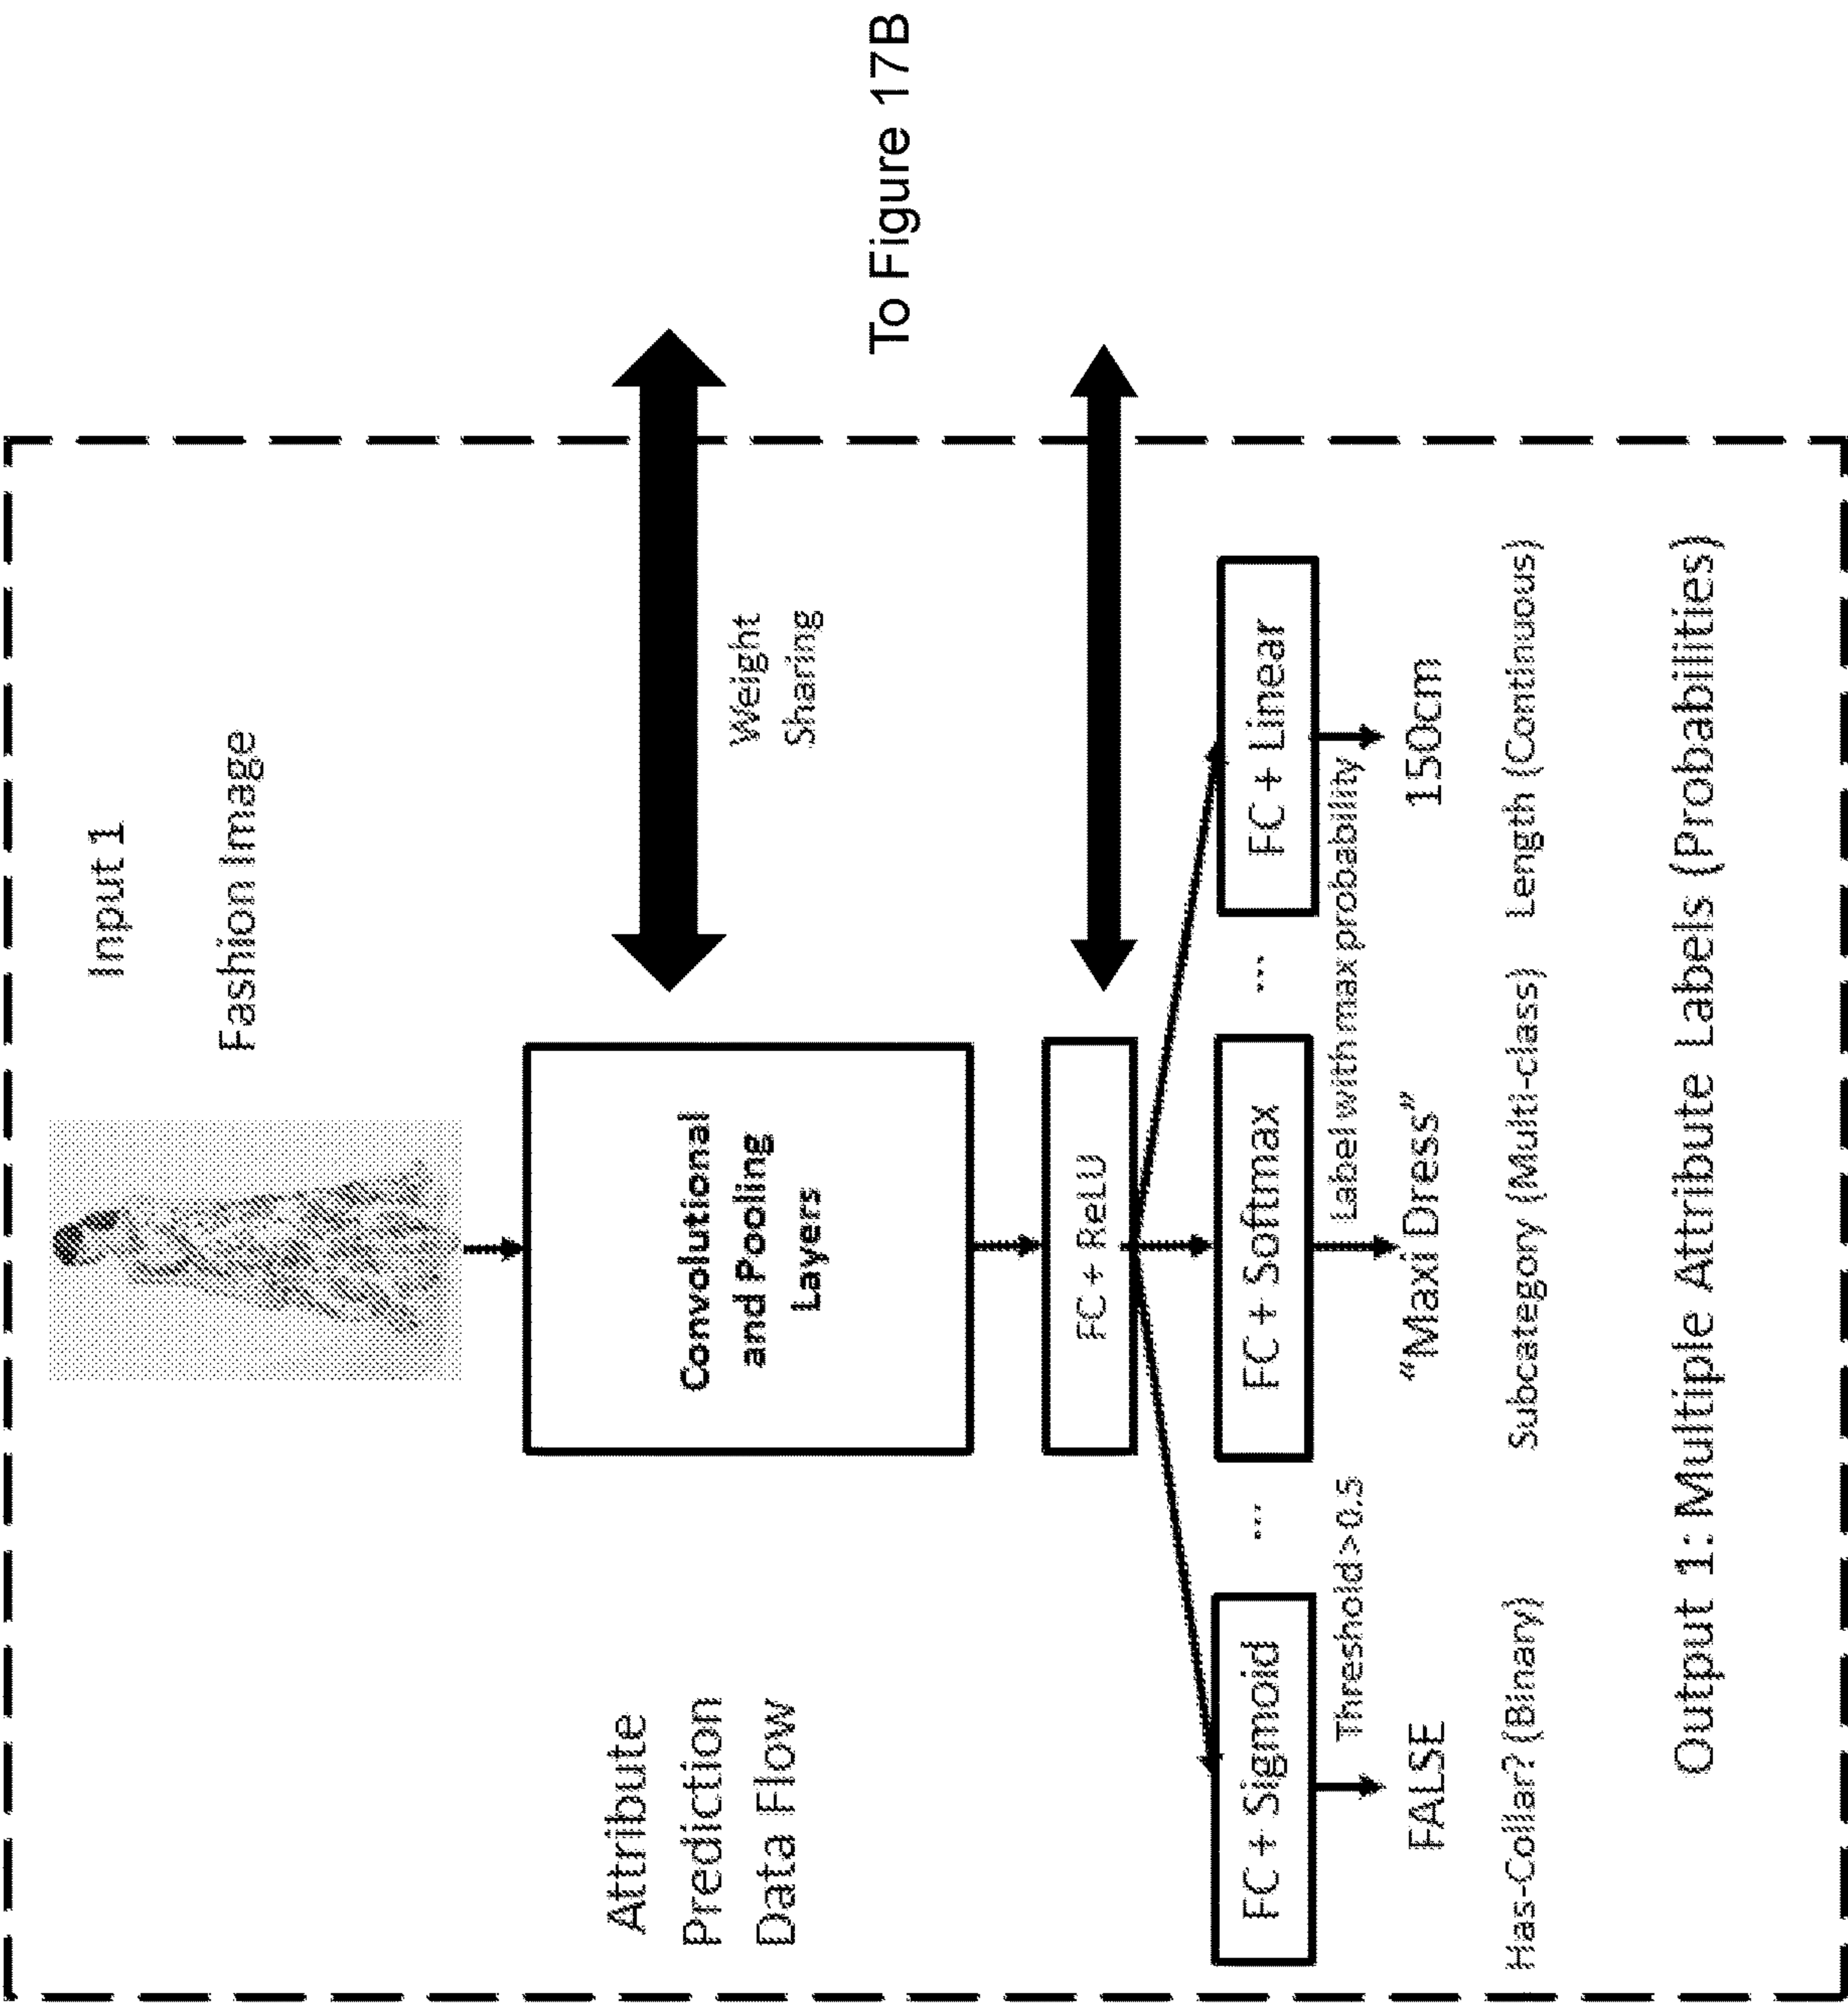 Input 1
Fashion Image
Attribute
Prediction
Data Flow
Convolutional
and Pooling
Layers
Weight
Sharing
To Figure 17B
FC + ReLU
FC + Sigmoid
...
FC + Softmax
...
FC + Linear
Threshold>0.5
Label with max probability
FALSE
“Maxi Dress”
150cm
Has-Collar? (Binary)
Subcategory (Multi-class)
Length (Continuous)
Output 1: Multiple Attribute Labels (Probabilities)